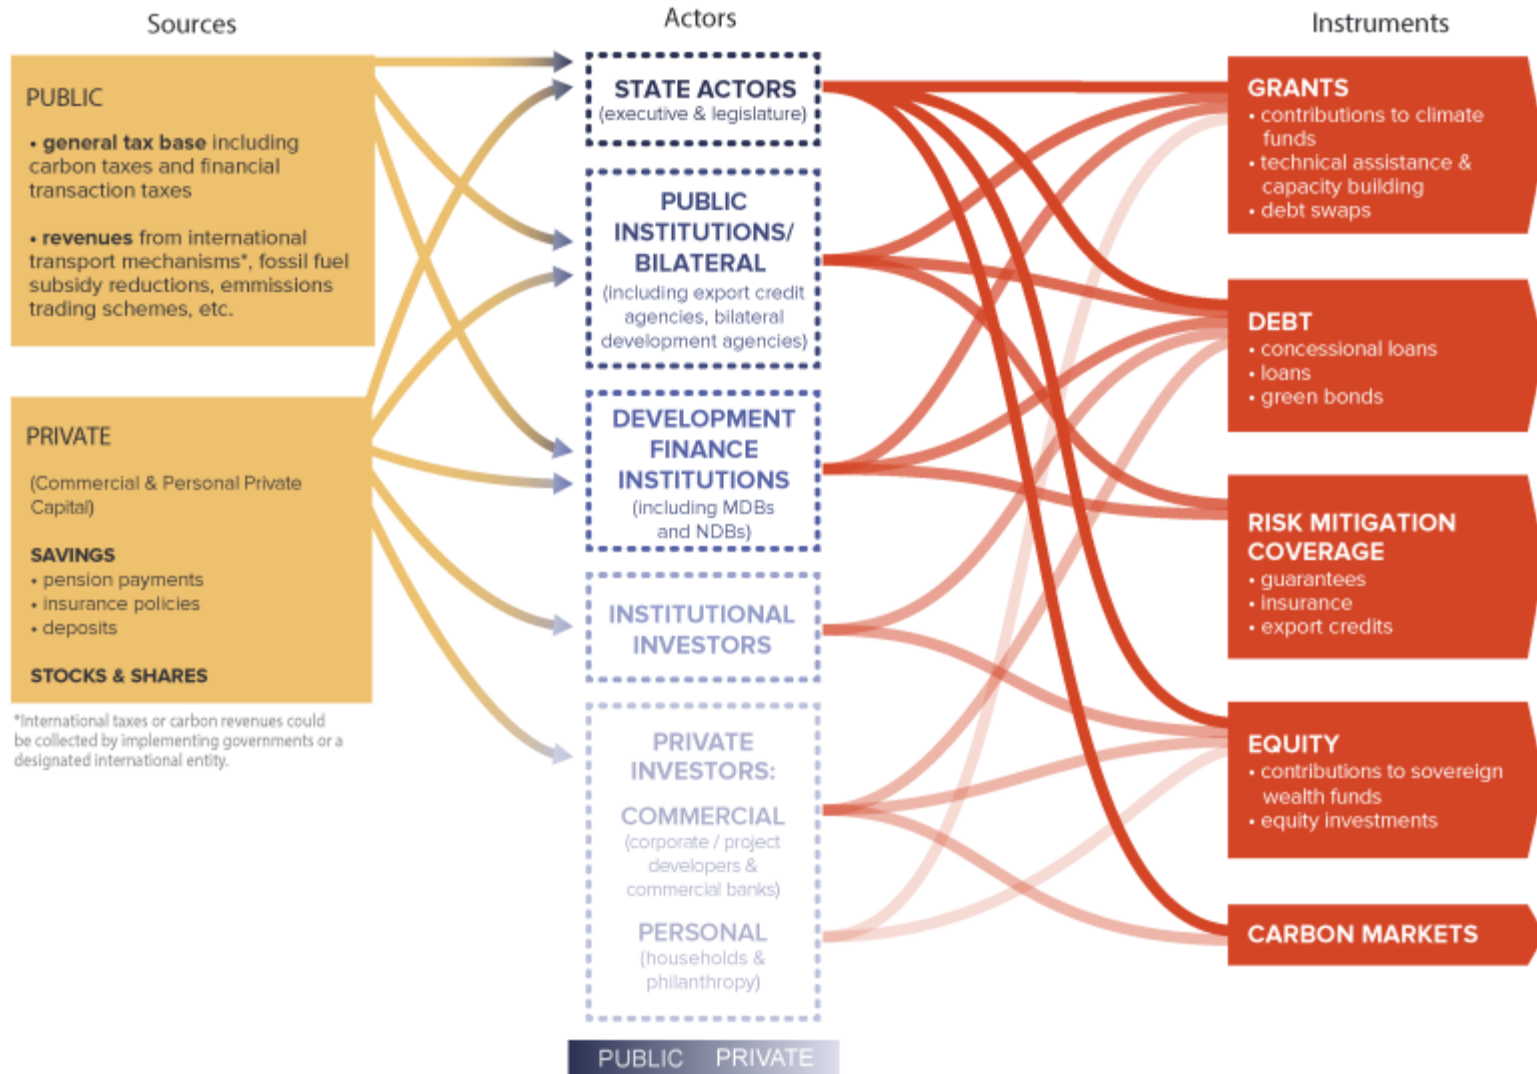 Sources
PUBLIC
• general tax base including
carbon taxes and financial
transaction taxes
• revenues from international
transport mechanisms*, fossil fuel
subsidy reductions, emmissions
trading schemes, etc.
PRIVATE
(Commercial & Personal Private
Capital)
SAVINGS
• pension payments
• insurance policies
• deposits
STOCKS & SHARES
*International taxes or carbon revenues could
be collected by implementing governments or a
designated international entity.
Actors
STATE ACTORS
(executive & legislature)
PUBLIC
INSTITUTIONS/
BILATERAL
(including export credit
agencies, bilateral
development agencies)
DEVELOPMENT
FINANCE
INSTITUTIONS
(including MDBs
and NDBs)
INSTITUTIONAL
INVESTORS
PRIVATE
INVESTORS:
COMMERCIAL
(corporate / project
developers &
commercial banks)
PERSONAL
(households &
philanthropy)
PUBLIC PRIVATE
Instruments
GRANTS
• contributions to climate
funds
• technical assistance &
capacity building
• debt swaps
DEBT
• concessional loans
• loans
• green bonds
RISK MITIGATION
COVERAGE
• guarantees
• insurance
• export credits
EQUITY
• contributions to sovereign
wealth funds
• equity investments
CARBON MARKETS